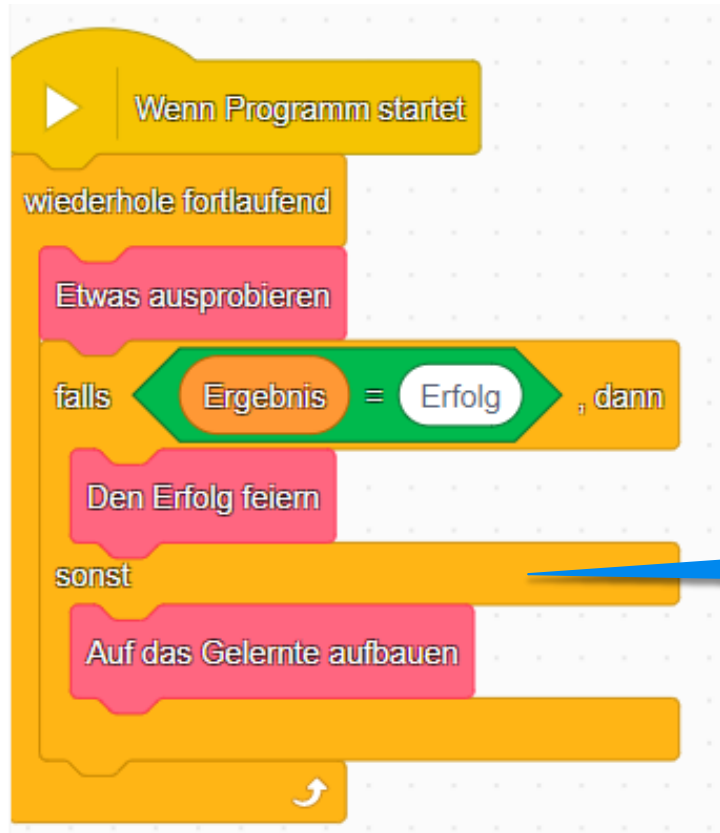 Wenn Programm startet
wiederhole fortlaufend
Etwas ausprobieren
falls Ergebnis = Erfolg , dann
Den Erfolg feiern
sonst
Auf das Gelernte aufbauen